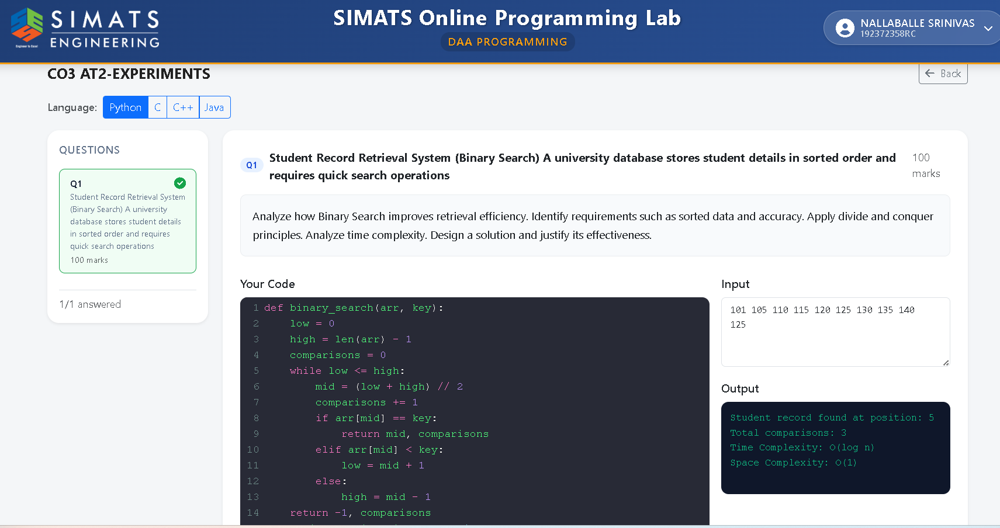 SIMATS
ENGINEERING
Engineer to Excel
SIMATS Online Programming Lab
DAA PROGRAMMING
NALLABALLE SRINIVAS
192372358RC
CO3 AT2-EXPERIMENTS
Back
Language: Python C C++ Java
QUESTIONS
Q1
Student Record Retrieval System
(Binary Search) A university
database stores student details
in sorted order and requires
quick search operations
100 marks
1/1 answered
Q1
Student Record Retrieval System (Binary Search) A university database stores student details in sorted order and
requires quick search operations
100
marks
Analyze how Binary Search improves retrieval efficiency. Identify requirements such as sorted data and accuracy. Apply divide and conquer
principles. Analyze time complexity. Design a solution and justify its effectiveness.
Your Code
1 def binary_search(arr, key):
2     low = 0
3     high = len(arr) - 1
4     comparisons = 0
5     while low <= high:
6         mid = (low + high) // 2
7         comparisons += 1
8         if arr[mid] == key:
9             return mid, comparisons
10         elif arr[mid] < key:
11             low = mid + 1
12         else:
13             high = mid - 1
14     return -1, comparisons
Input
101 105 110 115 120 125 130 135 140
125
Output
Student record found at position: 5
Total comparisons: 3
Time Complexity: O(log n)
Space Complexity: O(1)